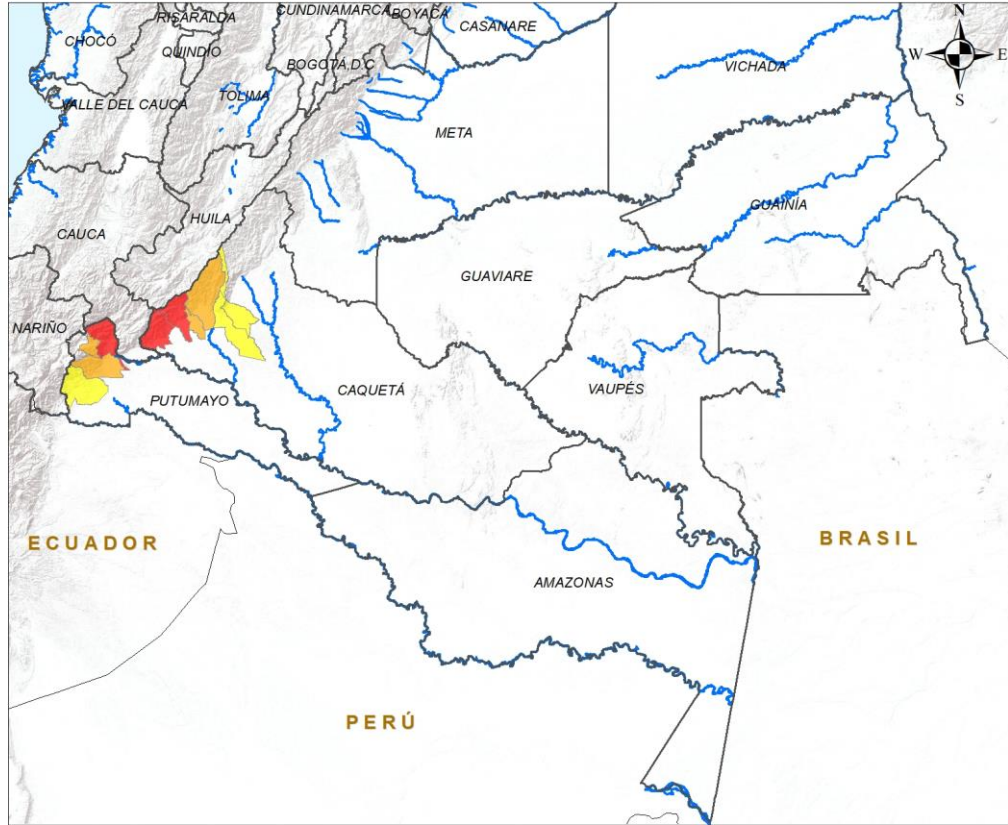 RISARALDA
CUNDINAMARCA
BOYACÁ
CASANARE
N
CHOCÓ
QUINDÍO
BOGOTÁ D.C
W
E
VICHADA
S
VALLE DEL CAUCA
TOLIMA
META
GUAINÍA
HUILA
CAUCA
GUAVIARE
NARIÑO
CAQUETÁ
VAUPÉS
PUTUMAYO
ECUADOR
BRASIL
AMAZONAS
PERÚ